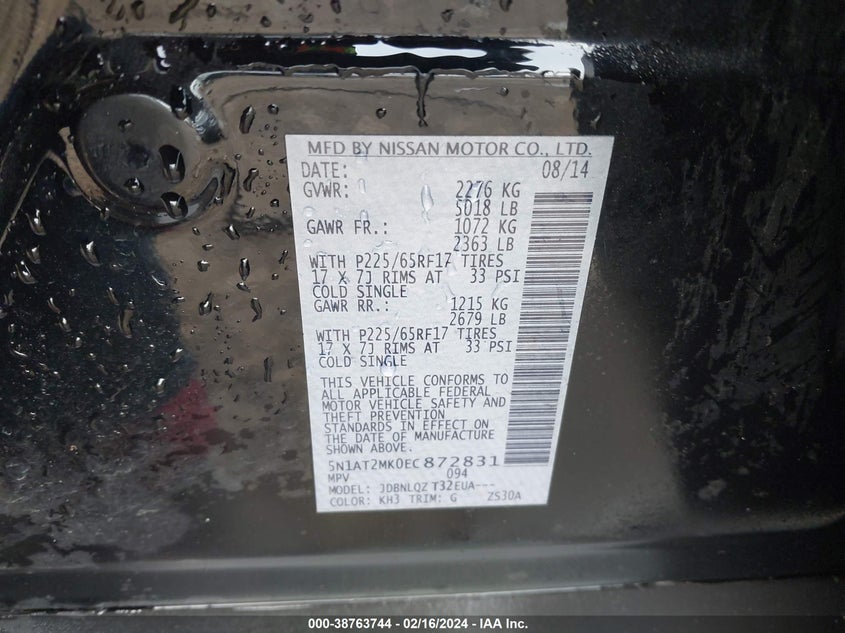 MFD BY NISSAN MOTOR CO., LTD.
DATE: 08/14
GVWR: 2276 KG
5018 LB
GAWR FR.: 1072 KG
2363 LB
WITH P225/65RF17 TIRES
17 X 7J RIMS AT 33 PSI
COLD SINGLE
GAWR RR.: 1215 KG
2679 LB
WITH P225/65RF17 TIRES
17 X 7J RIMS AT 33 PSI
COLD SINGLE
THIS VEHICLE CONFORMS TO
ALL APPLICABLE FEDERAL
MOTOR VEHICLE SAFETY AND
THEFT PREVENTION
STANDARDS IN EFFECT ON
THE DATE OF MANUFACTURE
SHOWN ABOVE.
5N1AT2MK0EC872831
MPV 094
MODEL: JDBNLQZ T32EUA---
COLOR: KH3 TRIM: G ZS30A
000-38763744 - 02/16/2024 - IAA Inc.